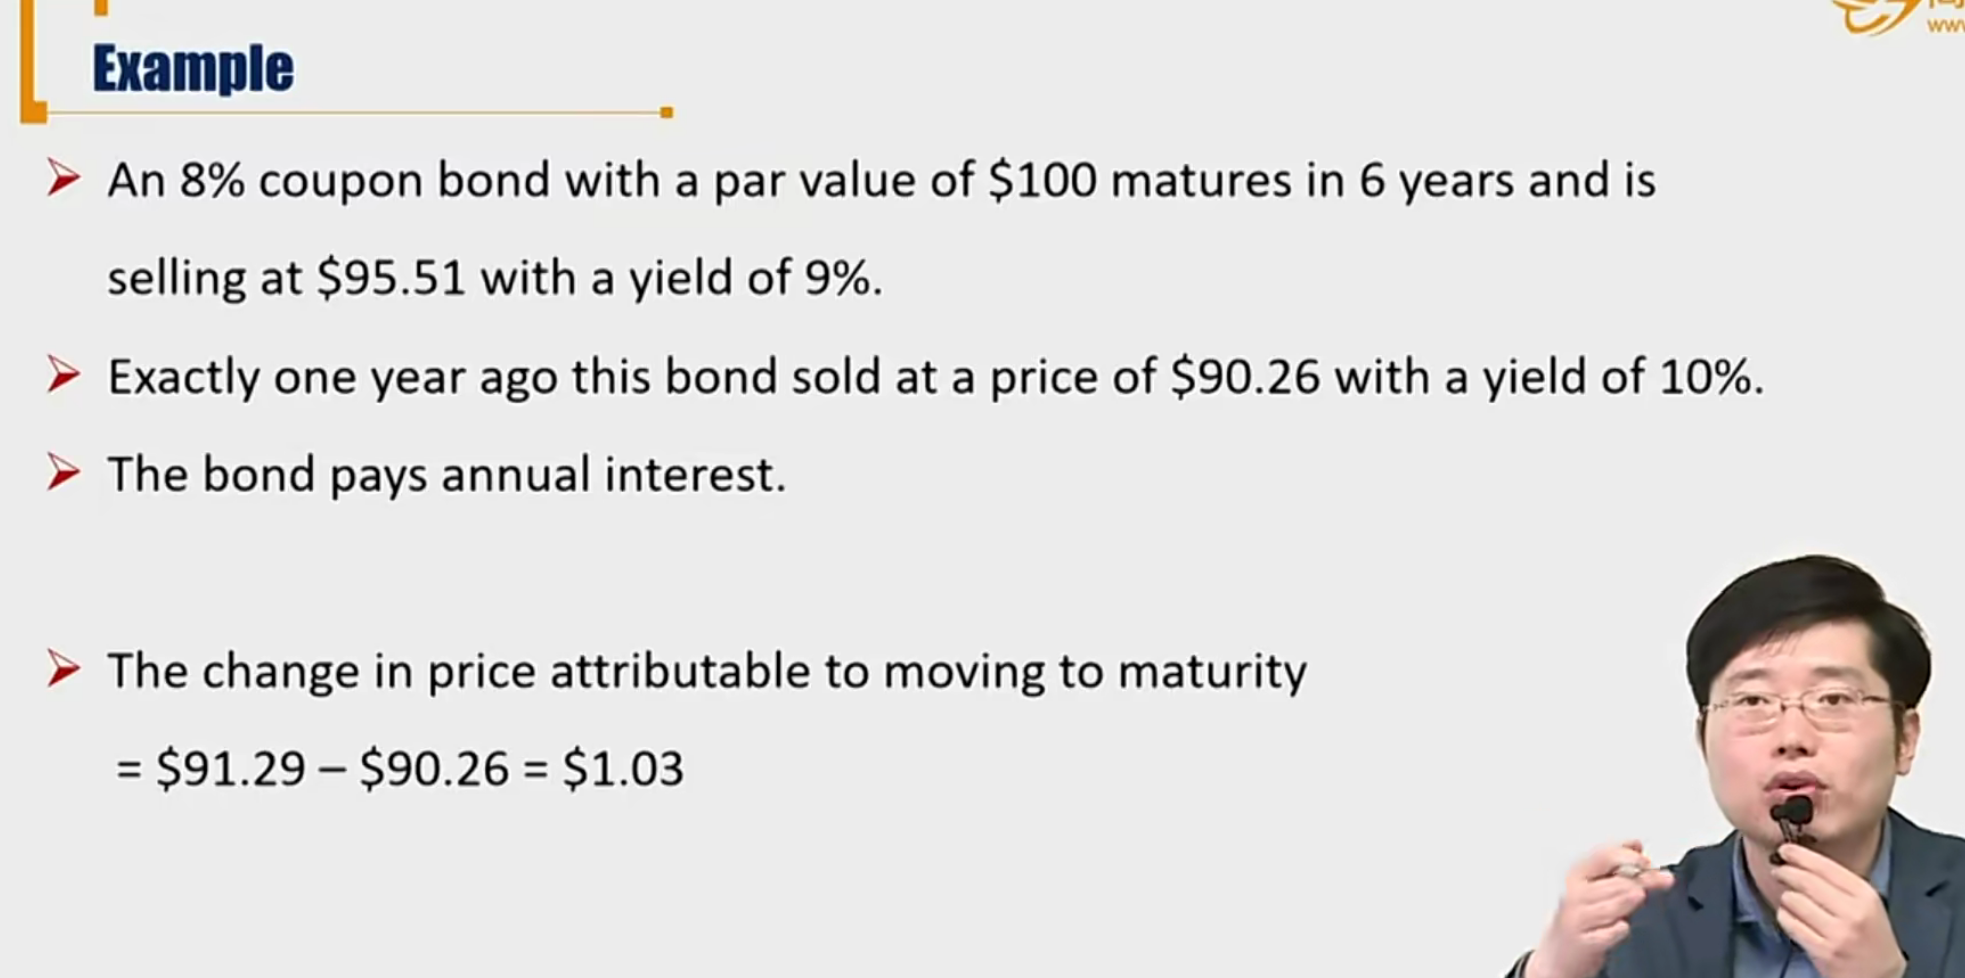 Example
An 8% coupon bond with a par value of $100 matures in 6 years and is
selling at $95.51 with a yield of 9%.
Exactly one year ago this bond sold at a price of $90.26 with a yield of 10%.
The bond pays annual interest.
The change in price attributable to moving to maturity
= $91.29 – $90.26 = $1.03